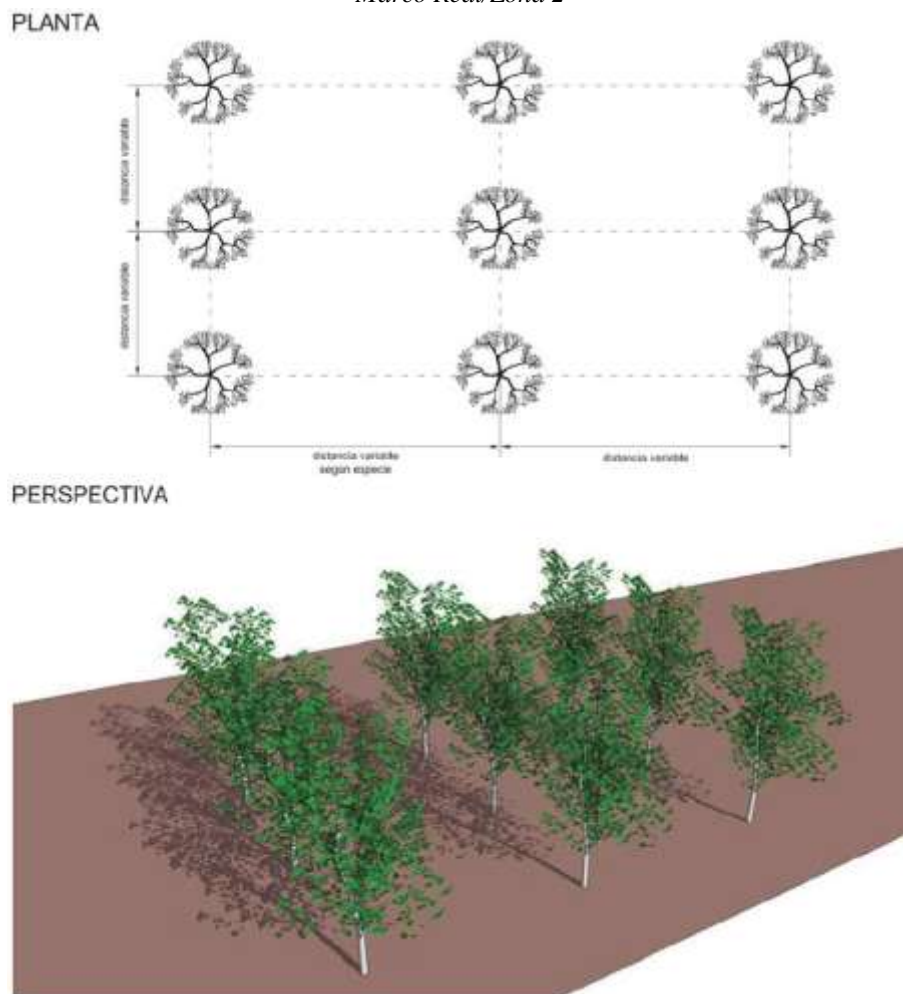 Marco Real/Zona 2
PLANTA
distancia variable
distancia variable
distancia variable
según especie
distancia variable
PERSPECTIVA